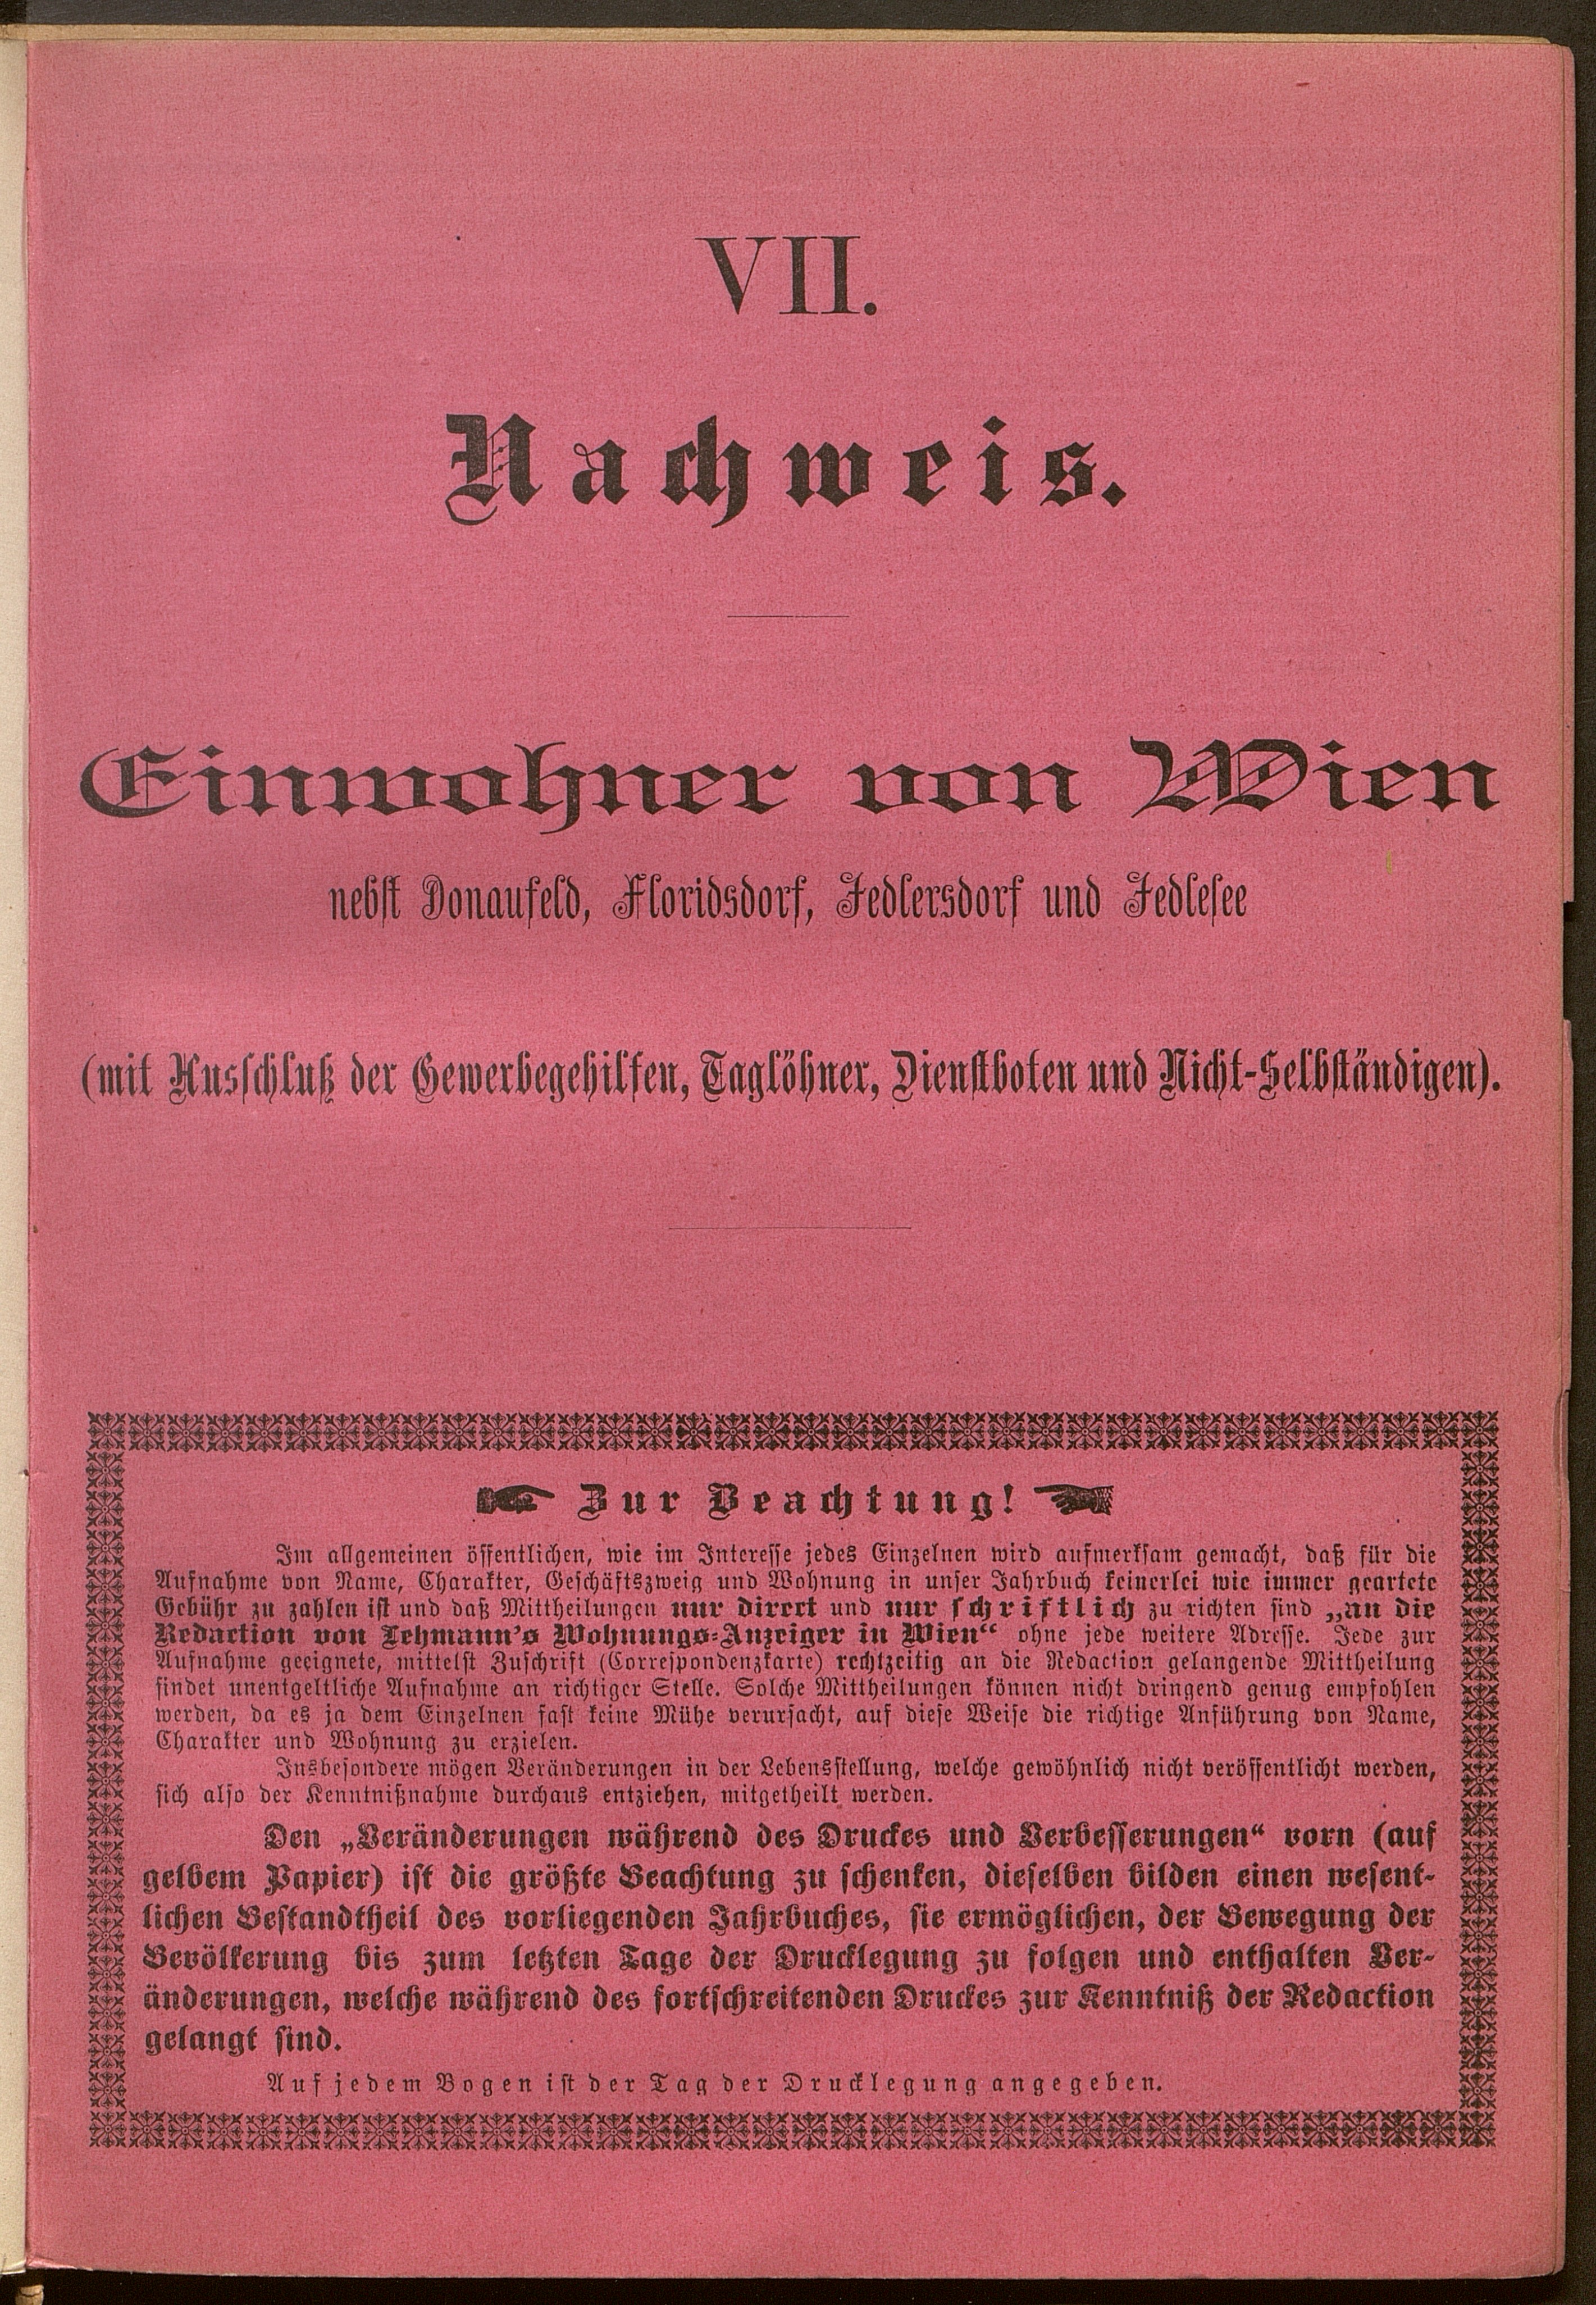 VII.
Nachweis.
Einwohner von Wien
nebst Donaufeld, Floridsdorf, Jedlersdorf und Jedlesee
(mit Ausschluß der Gewerbegehilfen, Taglöhner, Dienstboten und Nicht-Selbständigen).
Zur Beachtung!
Im allgemeinen öffentlichen, wie im Interesse jedes Einzelnen wird aufmerksam gemacht, daß für die
Aufnahme von Name, Charakter, Geschäftszweig und Wohnung in unser Jahrbuch keinerlei wie immer geartete
Gebühr zu zahlen ist und daß Mittheilungen nur direct und nur schriftlich zu richten sind „an die
Redaction von Lehmann's Wohnungs-Anzeiger in Wien“ ohne jede weitere Adresse. Jede zur
Aufnahme geeignete, mittelst Zuschrift (Correspondenzkarte) rechtzeitig an die Redaction gelangende Mittheilung
findet unentgeltliche Aufnahme an richtiger Stelle. Solche Mittheilungen können nicht dringend genug empfohlen
werden, da es ja dem Einzelnen fast keine Mühe verursacht, auf diese Weise die richtige Anführung von Name,
Charakter und Wohnung zu erzielen.
Insbesondere mögen Veränderungen in der Lebensstellung, welche gewöhnlich nicht veröffentlicht werden,
sich also der Kenntnißnahme durchaus entziehen, mitgetheilt werden.
Den „Veränderungen während des Druckes und Verbesserungen“ vorn (auf
gelbem Papier) ist die größte Beachtung zu schenken, dieselben bilden einen wesent-
lichen Bestandtheil des vorliegenden Jahrbuches, sie ermöglichen, der Bewegung der
Bevölkerung bis zum letzten Tage der Drucklegung zu folgen und enthalten Ver-
änderungen, welche während des fortschreitenden Druckes zur Kenntniß der Redaction
gelangt sind.
Auf jedem Bogen ist der Tag der Drucklegung angegeben.